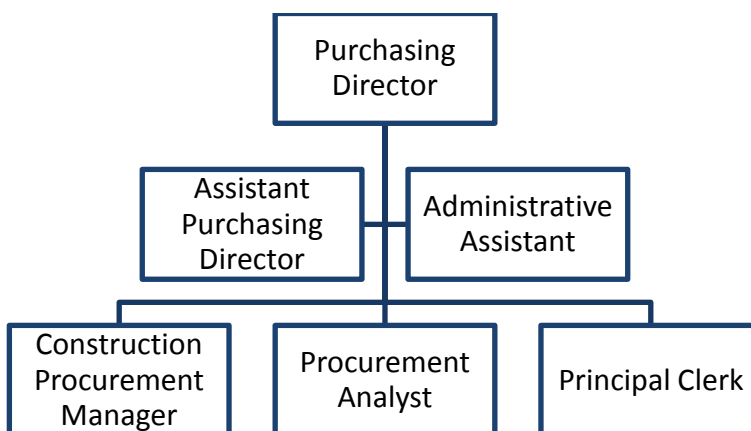 Purchasing
Director
Assistant
Purchasing
Director
Administrative
Assistant
Construction
Procurement
Manager
Procurement
Analyst
Principal Clerk